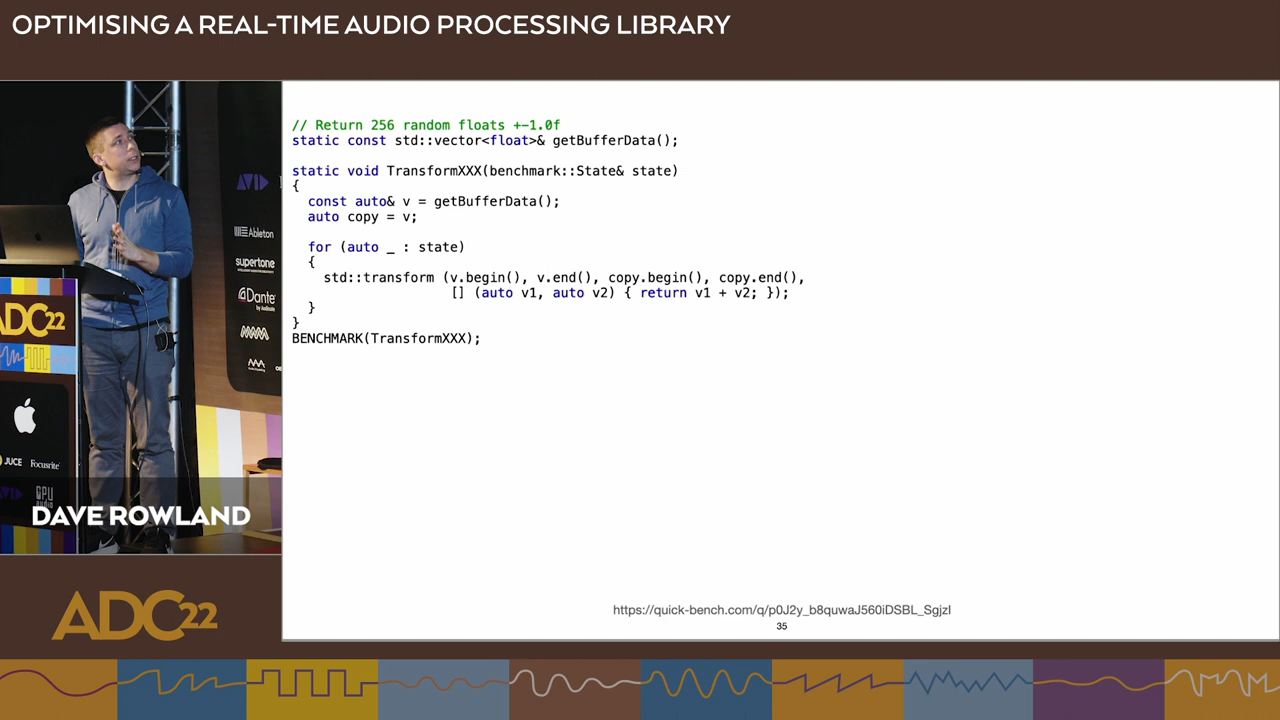 OPTIMISING A REAL-TIME AUDIO PROCESSING LIBRARY
// Return 256 random floats +-1.0f
static const std::vector<float>& getBufferData();
static void TransformXXX(benchmark::State& state)
{
const auto& v = getBufferData();
auto copy = v;
for (auto _ : state)
{
std::transform (v.begin(), v.end(), copy.begin(), copy.end(),
[] (auto v1, auto v2) { return v1 + v2; });
}
}
BENCHMARK(TransformXXX);
https://quick-bench.com/q/p0J2y_b8quwaJ560iDSBL_SgjzI
35
AVID
Ableton
supertone
Dante
ADC22
JUCE
Focusrite
GPU
audio
DAVE ROWLAND
ADC22